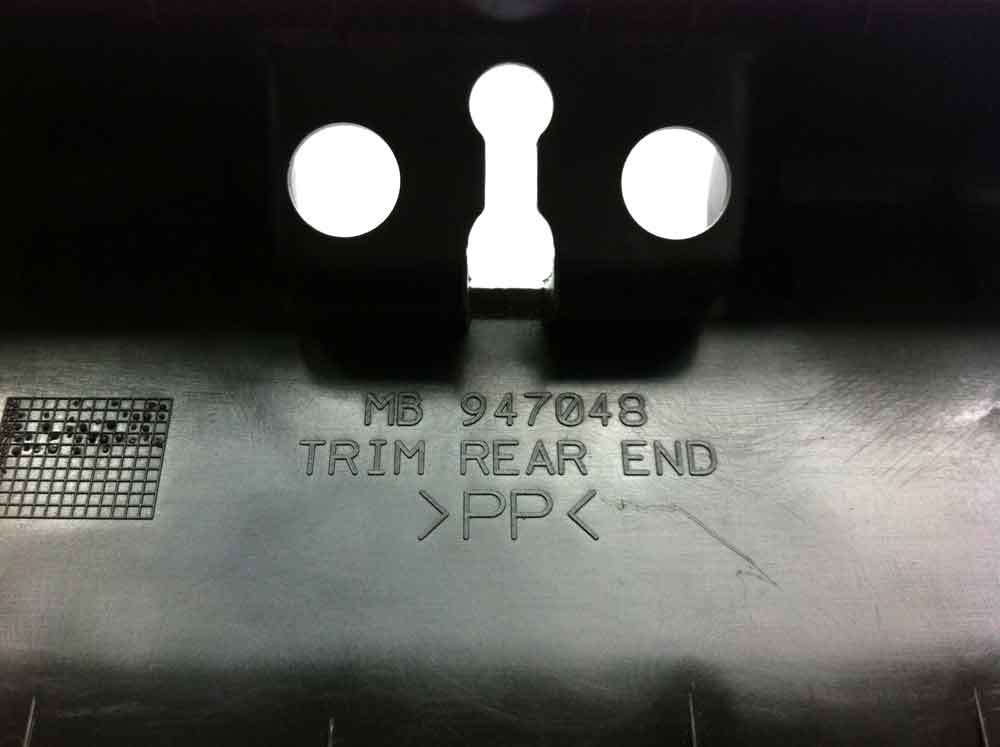 MB 947048
TRIM REAR END
>PP<